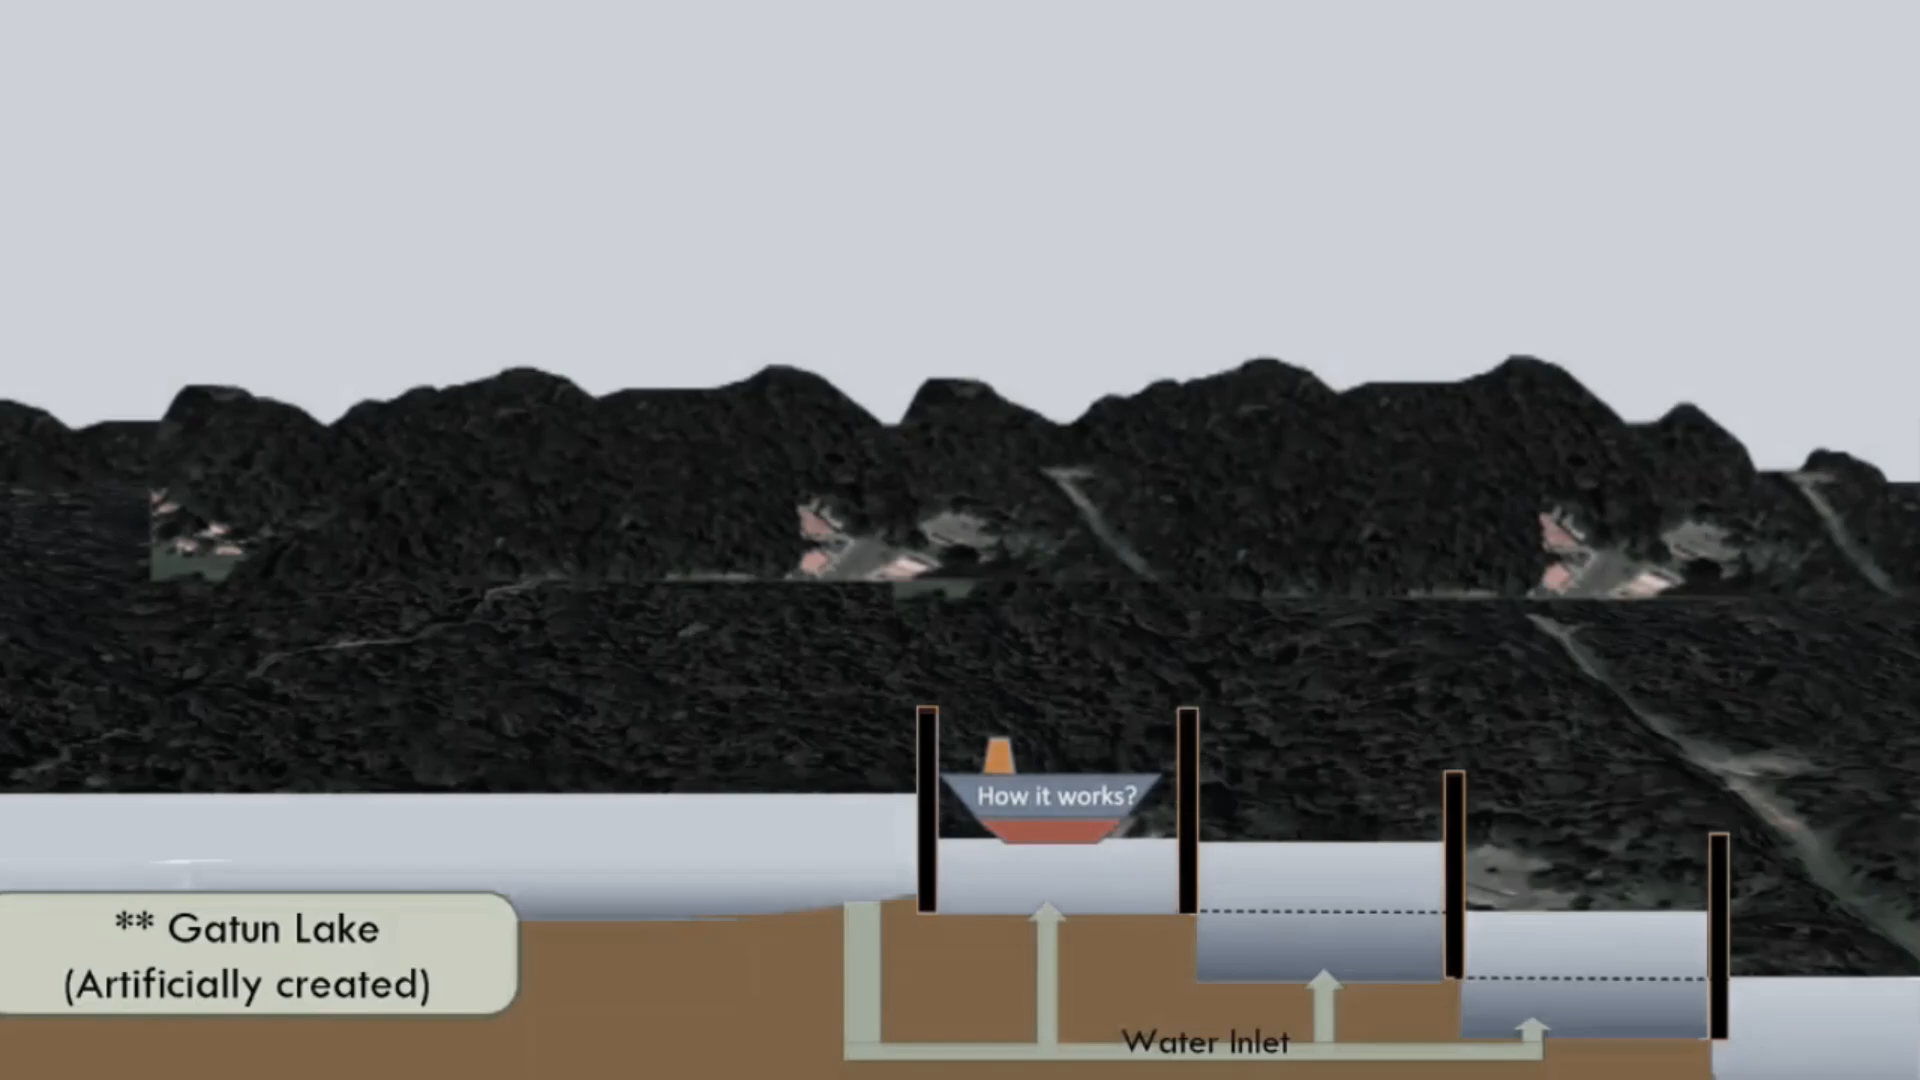 How it works?
** Gatun Lake
(Artificially created)
Water Inlet